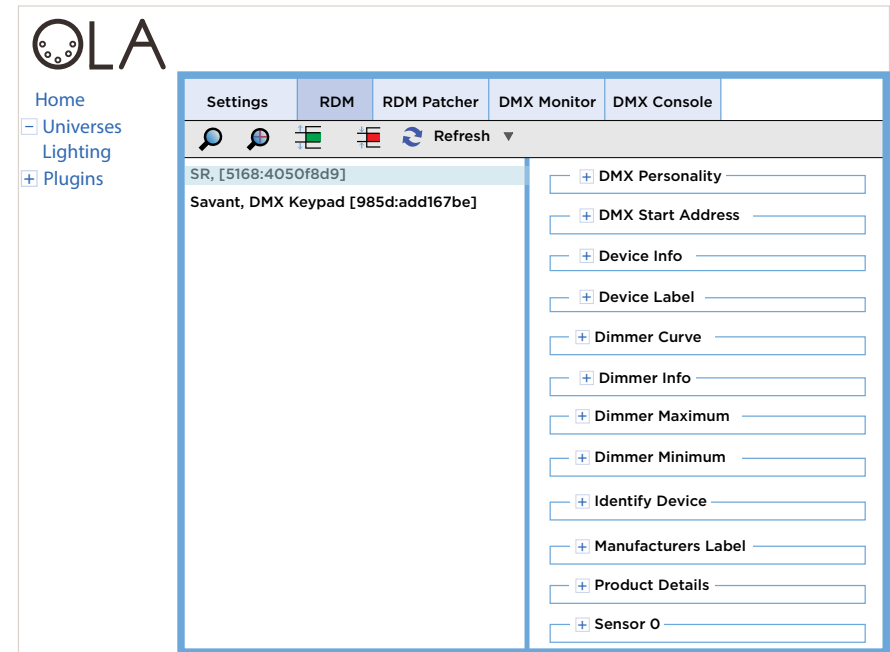 OLA
Home
Universes
Lighting
Plugins
Settings RDM RDM Patcher DMX Monitor DMX Console
Refresh
SR, [5168:4050f8d9]
Savant, DMX Keypad [985d:add167be]
DMX Personality
DMX Start Address
Device Info
Device Label
Dimmer Curve
Dimmer Info
Dimmer Maximum
Dimmer Minimum
Identify Device
Manufacturers Label
Product Details
Sensor 0